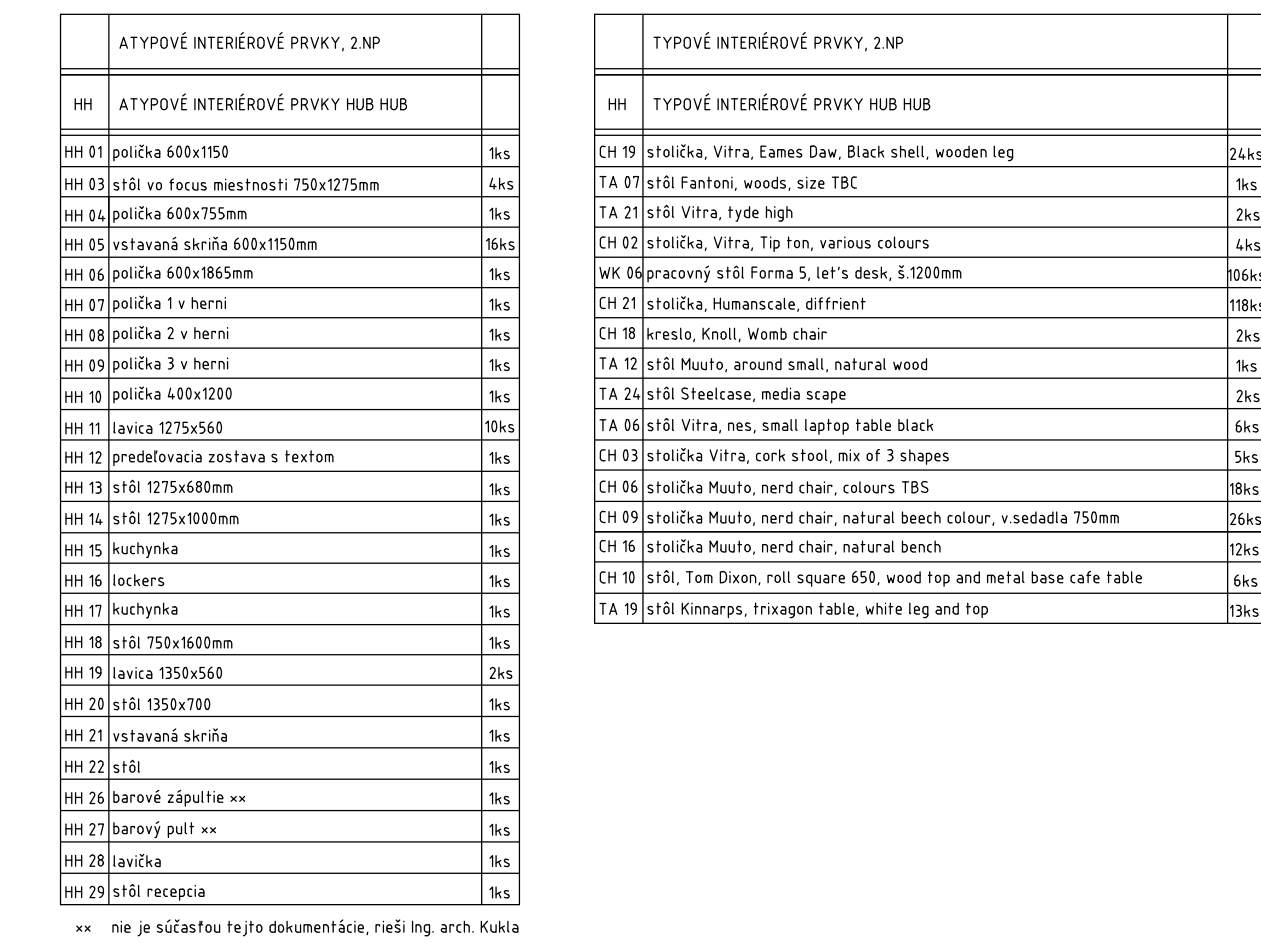 ATYPOVÉ INTERIÉROVÉ PRVKY, 2.NP
HH ATYPOVÉ INTERIÉROVÉ PRVKY HUB HUB
HH 01 polička 600x1150 1ks
HH 03 stôl vo focus miestnosti 750x1275mm 4ks
HH 04 polička 600x755mm 1ks
HH 05 vstavaná skriňa 600x1150mm 16ks
HH 06 polička 600x1865mm 1ks
HH 07 polička 1 v herni 1ks
HH 08 polička 2 v herni 1ks
HH 09 polička 3 v herni 1ks
HH 10 polička 400x1200 1ks
HH 11 lavica 1275x560 10ks
HH 12 predeľovacia zostava s textom 1ks
HH 13 stôl 1275x680mm 1ks
HH 14 stôl 1275x1000mm 1ks
HH 15 kuchynka 1ks
HH 16 lockers 1ks
HH 17 kuchynka 1ks
HH 18 stôl 750x1600mm 1ks
HH 19 lavica 1350x560 2ks
HH 20 stôl 1350x700 1ks
HH 21 vstavaná skriňa 1ks
HH 22 stôl 1ks
HH 26 barové zápultie xx 1ks
HH 27 barový pult xx 1ks
HH 28 lavička 1ks
HH 29 stôl recepcia 1ks
xx nie je súčasťou tejto dokumentácie, rieši Ing. arch. Kukla
TYPOVÉ INTERIÉROVÉ PRVKY, 2.NP
HH TYPOVÉ INTERIÉROVÉ PRVKY HUB HUB
CH 19 stolička, Vitra, Eames Daw, Black shell, wooden leg 24ks
TA 07 stôl Fantoni, woods, size TBC 1ks
TA 21 stôl Vitra, tyde high 2ks
CH 02 stolička, Vitra, Tip ton, various colours 4ks
WK 06 pracovný stôl Forma 5, let's desk, š.1200mm 106ks
CH 21 stolička, Humanscale, diffrient 118ks
CH 18 kreslo, Knoll, Womb chair 2ks
TA 12 stôl Muuto, around small, natural wood 1ks
TA 24 stôl Steelcase, media scape 2ks
TA 06 stôl Vitra, nes, small laptop table black 6ks
CH 03 stolička Vitra, cork stool, mix of 3 shapes 5ks
CH 06 stolička Muuto, nerd chair, colours TBS 18ks
CH 09 stolička Muuto, nerd chair, natural beech colour, v.sedadla 750mm 26ks
CH 16 stolička Muuto, nerd chair, natural bench 12ks
CH 10 stôl, Tom Dixon, roll square 650, wood top and metal base cafe table 6ks
TA 19 stôl Kinnarps, trixagon table, white leg and top 13ks